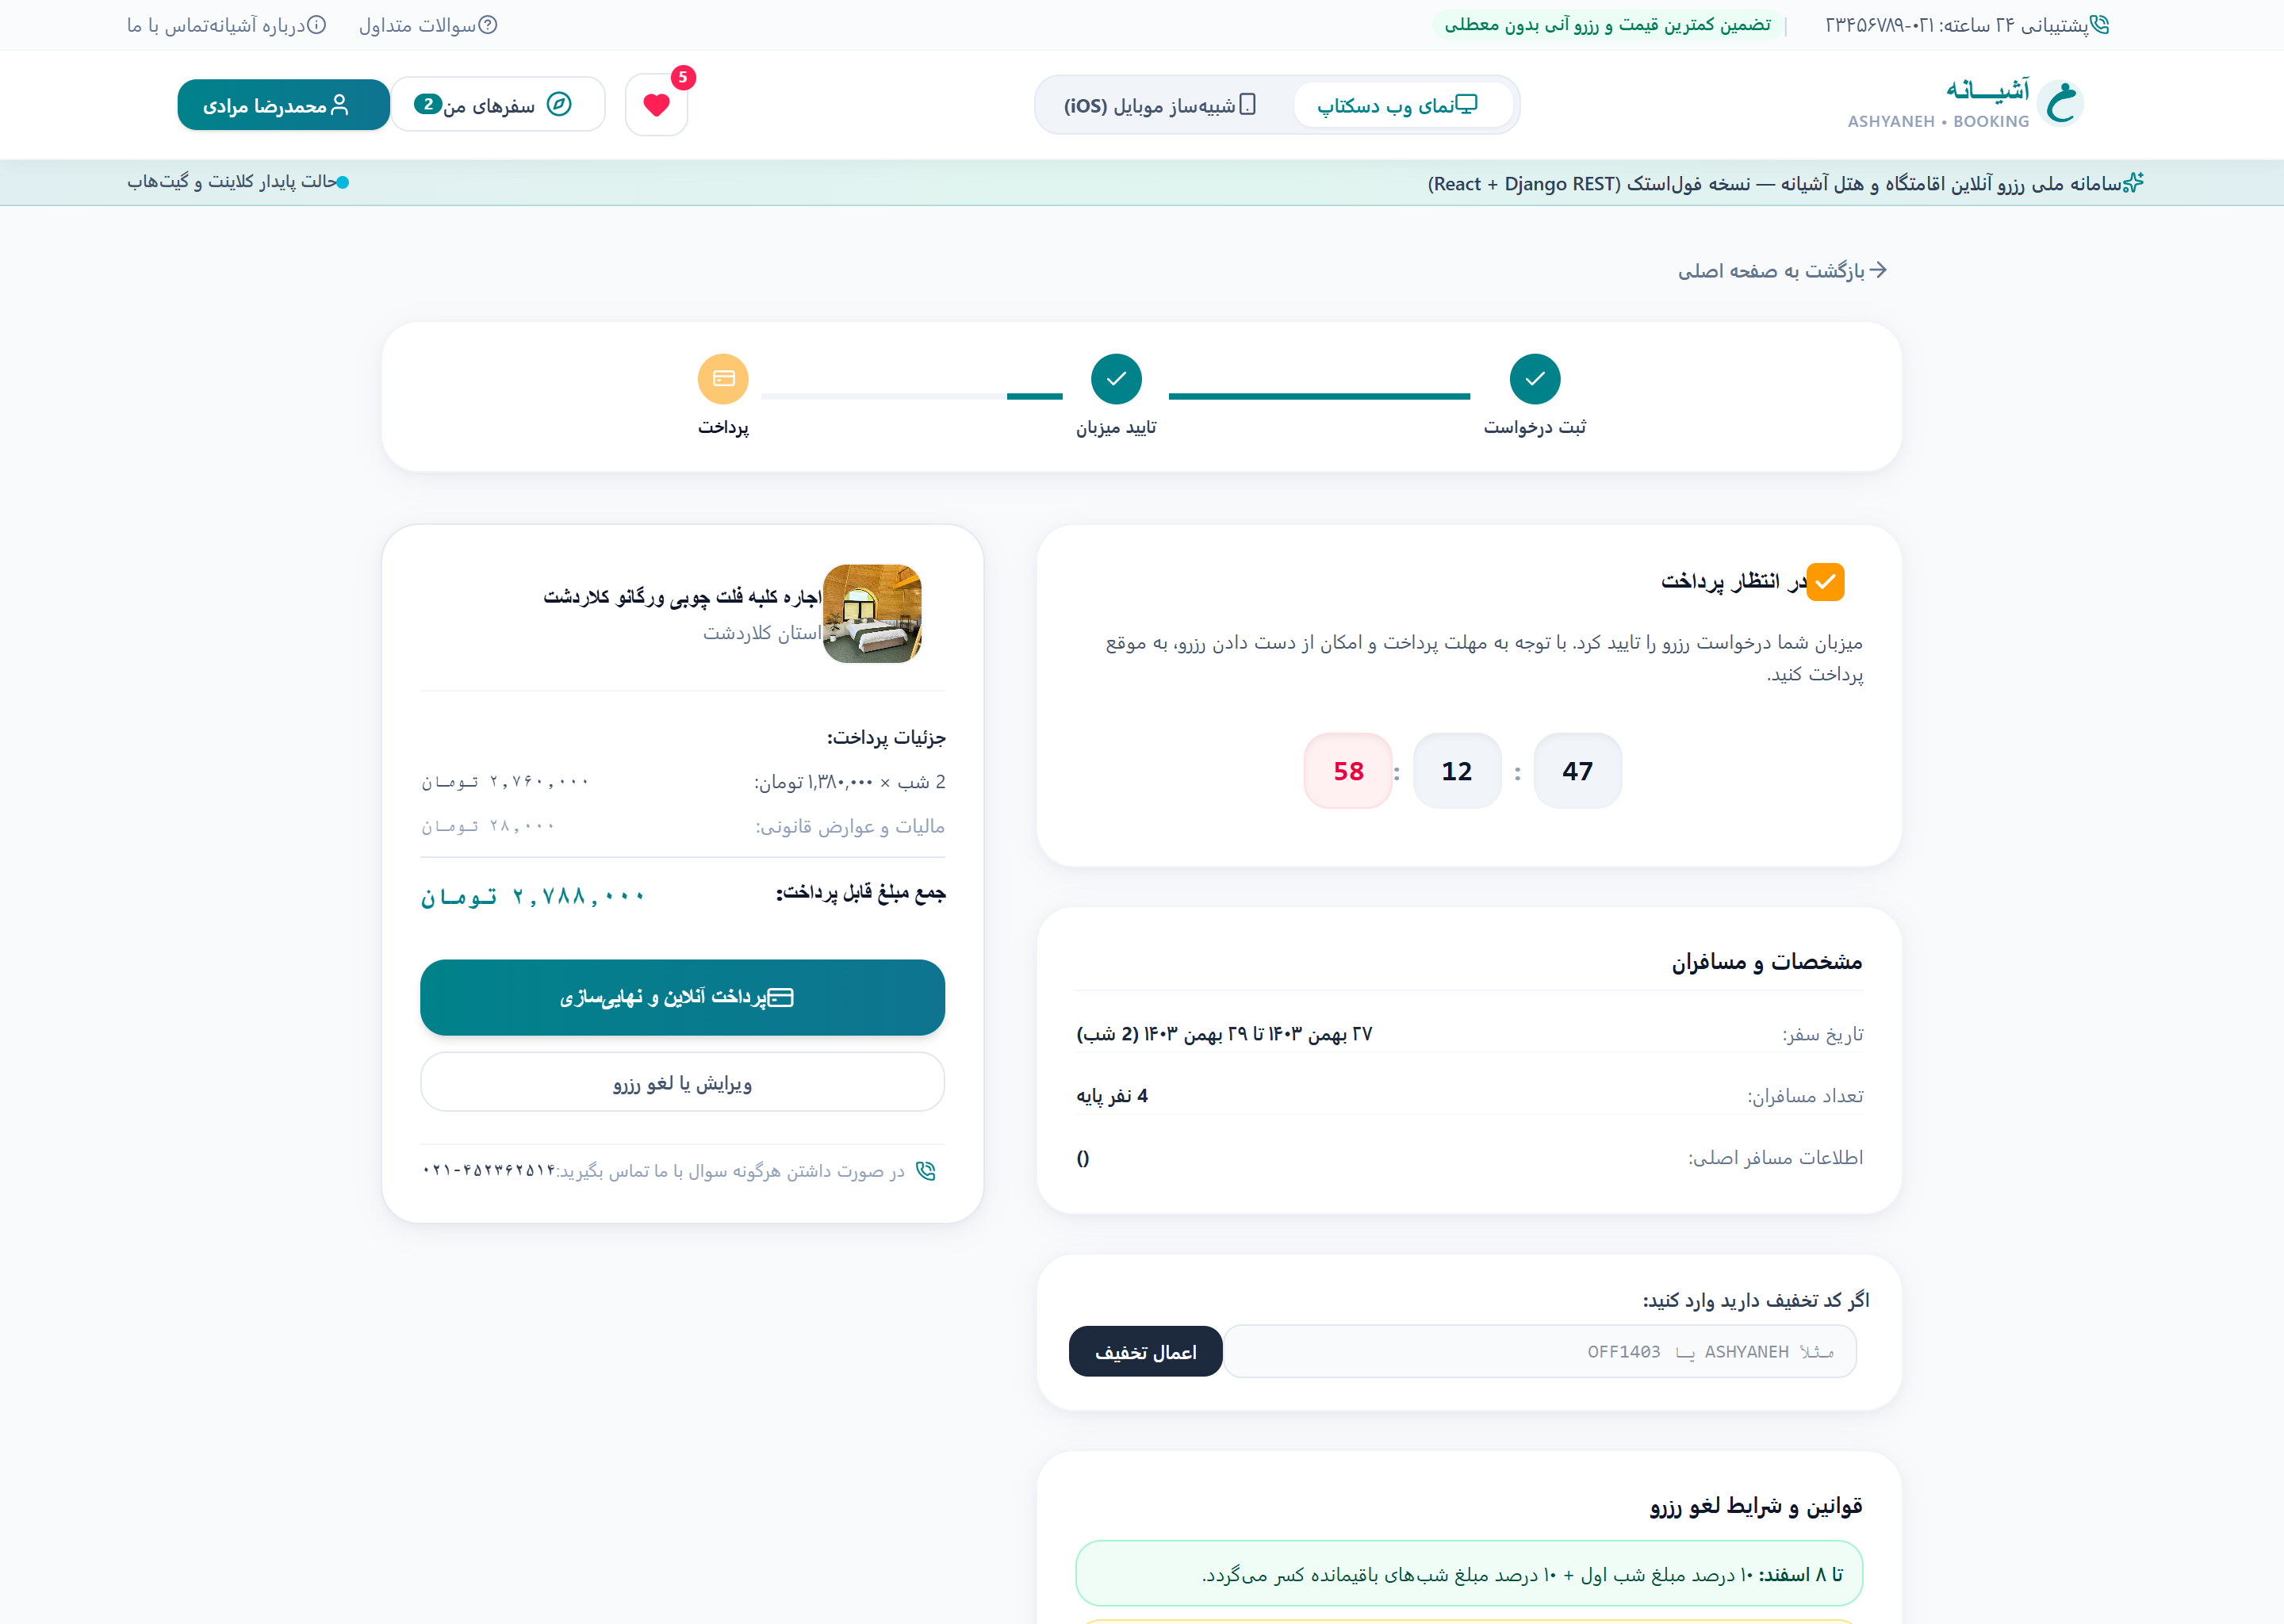 پشتیبانی ۲۴ ساعته: ۰۲۱-۲۳۴۵۶۷۸۹
تضمین کمترین قیمت و رزرو آنی بدون معطلی
سوالات متداول
درباره آشیانه
تماس با ما
آشیـــانه
ASHYANEH • BOOKING
نمای وب دسکتاپ
شبیه‌ساز موبایل (iOS)
5
سفرهای من 2
محمدرضا مرادی
سامانه ملی رزرو آنلاین اقامتگاه و هتل آشیانه — نسخه فول‌استک (React + Django REST)
حالت پایدار کلاینت و گیت‌هاب
بازگشت به صفحه اصلی
ثبت درخواست
تایید میزبان
پرداخت
در انتظار پرداخت
میزبان شما درخواست رزرو را تایید کرد. با توجه به مهلت پرداخت و امکان از دست دادن رزرو، به موقع
پرداخت کنید.
58 : 12 : 47
مشخصات و مسافران
تاریخ سفر: ۲۷ بهمن ۱۴۰۳ تا ۲۹ بهمن ۱۴۰۳ (2 شب)
تعداد مسافران: 4 نفر پایه
اطلاعات مسافر اصلی: ()
اگر کد تخفیف دارید وارد کنید:
مثلاً ASHYANEH یا OFF1403
اعمال تخفیف
قوانین و شرایط لغو رزرو
تا ۸ اسفند: ۱۰ درصد مبلغ شب اول + ۱۰ درصد مبلغ شب‌های باقیمانده کسر می‌گردد.
اجاره کلبه فلت چوبی ورگانو کلاردشت
استان کلاردشت
جزئیات پرداخت:
2 شب × ۱,۳۸۰,۰۰۰ تومان: ۲,۷۶۰,۰۰۰ تومان
مالیات و عوارض قانونی: ۲۸,۰۰۰ تومان
جمع مبلغ قابل پرداخت: ۲,۷۸۸,۰۰۰ تومان
پرداخت آنلاین و نهایی‌سازی
ویرایش یا لغو رزرو
در صورت داشتن هرگونه سوال با ما تماس بگیرید: ۰۲۱-۴۵۲۳۶۲۵۱۴